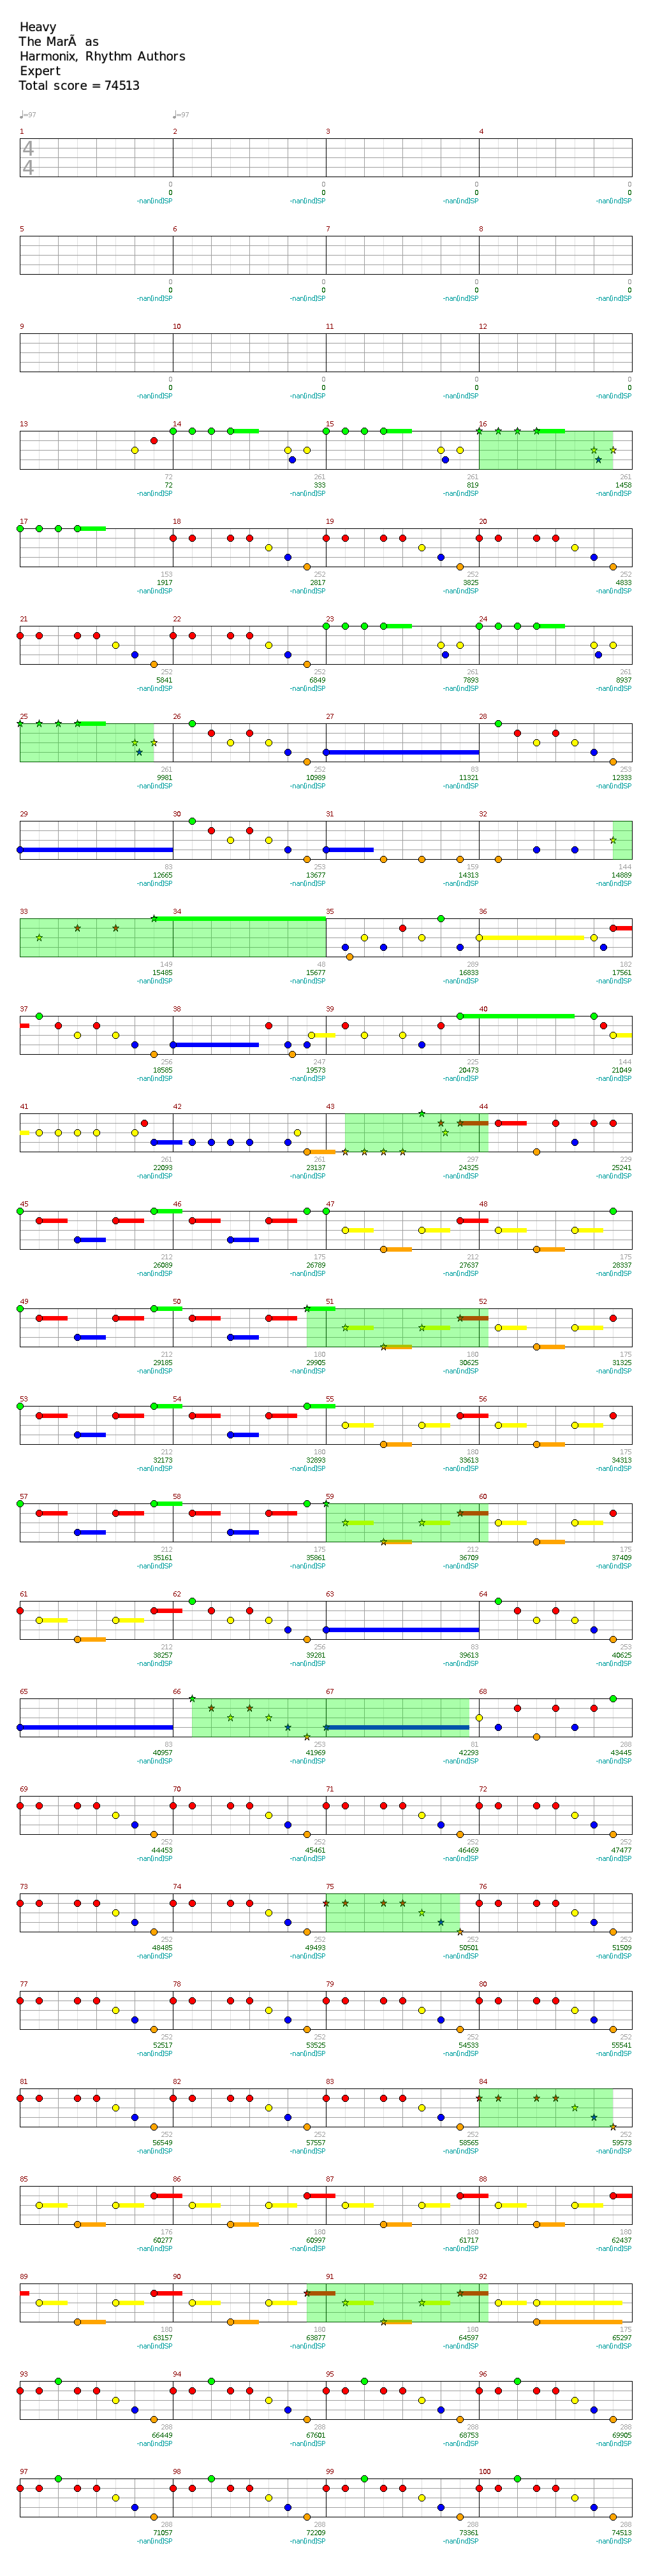 Heavy
The MarÃ as
Harmonix, Rhythm Authors
Expert
Total score = 74513
♩=97 ♩=97
1 2 3 4
4
4
0 0 0 0
0 0 0 0
-nan[ind]SP -nan[ind]SP -nan[ind]SP -nan[ind]SP
5 6 7 8
0 0 0 0
0 0 0 0
-nan[ind]SP -nan[ind]SP -nan[ind]SP -nan[ind]SP
9 10 11 12
0 0 0 0
0 0 0 0
-nan[ind]SP -nan[ind]SP -nan[ind]SP -nan[ind]SP
13 14 15 16
72 261 261 261
72 333 819 1458
-nan[ind]SP -nan[ind]SP -nan[ind]SP -nan[ind]SP
17 18 19 20
153 252 252 252
1917 2817 3825 4833
-nan[ind]SP -nan[ind]SP -nan[ind]SP -nan[ind]SP
21 22 23 24
252 252 261 261
5841 6849 7893 8937
-nan[ind]SP -nan[ind]SP -nan[ind]SP -nan[ind]SP
25 26 27 28
261 252 83 253
9981 10989 11321 12333
-nan[ind]SP -nan[ind]SP -nan[ind]SP -nan[ind]SP
29 30 31 32
83 253 159 144
12665 13677 14313 14889
-nan[ind]SP -nan[ind]SP -nan[ind]SP -nan[ind]SP
33 34 35 36
149 48 289 182
15485 15677 16833 17561
-nan[ind]SP -nan[ind]SP -nan[ind]SP -nan[ind]SP
37 38 39 40
256 247 225 144
18585 19573 20473 21049
-nan[ind]SP -nan[ind]SP -nan[ind]SP -nan[ind]SP
41 42 43 44
261 261 297 229
22093 23137 24325 25241
-nan[ind]SP -nan[ind]SP -nan[ind]SP -nan[ind]SP
45 46 47 48
212 175 212 175
26089 26789 27637 28337
-nan[ind]SP -nan[ind]SP -nan[ind]SP -nan[ind]SP
49 50 51 52
212 180 180 175
29185 29905 30625 31325
-nan[ind]SP -nan[ind]SP -nan[ind]SP -nan[ind]SP
53 54 55 56
212 180 180 175
32173 32893 33613 34313
-nan[ind]SP -nan[ind]SP -nan[ind]SP -nan[ind]SP
57 58 59 60
212 175 212 175
35161 35861 36709 37409
-nan[ind]SP -nan[ind]SP -nan[ind]SP -nan[ind]SP
61 62 63 64
212 256 83 253
38257 39281 39613 40625
-nan[ind]SP -nan[ind]SP -nan[ind]SP -nan[ind]SP
65 66 67 68
83 253 81 288
40957 41969 42293 43445
-nan[ind]SP -nan[ind]SP -nan[ind]SP -nan[ind]SP
69 70 71 72
252 252 252 252
44453 45461 46469 47477
-nan[ind]SP -nan[ind]SP -nan[ind]SP -nan[ind]SP
73 74 75 76
252 252 252 252
48485 49493 50501 51509
-nan[ind]SP -nan[ind]SP -nan[ind]SP -nan[ind]SP
77 78 79 80
252 252 252 252
52517 53525 54533 55541
-nan[ind]SP -nan[ind]SP -nan[ind]SP -nan[ind]SP
81 82 83 84
252 252 252 252
56549 57557 58565 59573
-nan[ind]SP -nan[ind]SP -nan[ind]SP -nan[ind]SP
85 86 87 88
176 180 180 180
60277 60997 61717 62437
-nan[ind]SP -nan[ind]SP -nan[ind]SP -nan[ind]SP
89 90 91 92
180 180 180 175
63157 63877 64597 65297
-nan[ind]SP -nan[ind]SP -nan[ind]SP -nan[ind]SP
93 94 95 96
288 288 288 288
66449 67601 68753 69905
-nan[ind]SP -nan[ind]SP -nan[ind]SP -nan[ind]SP
97 98 99 100
288 288 288 288
71057 72209 73361 74513
-nan[ind]SP -nan[ind]SP -nan[ind]SP -nan[ind]SP